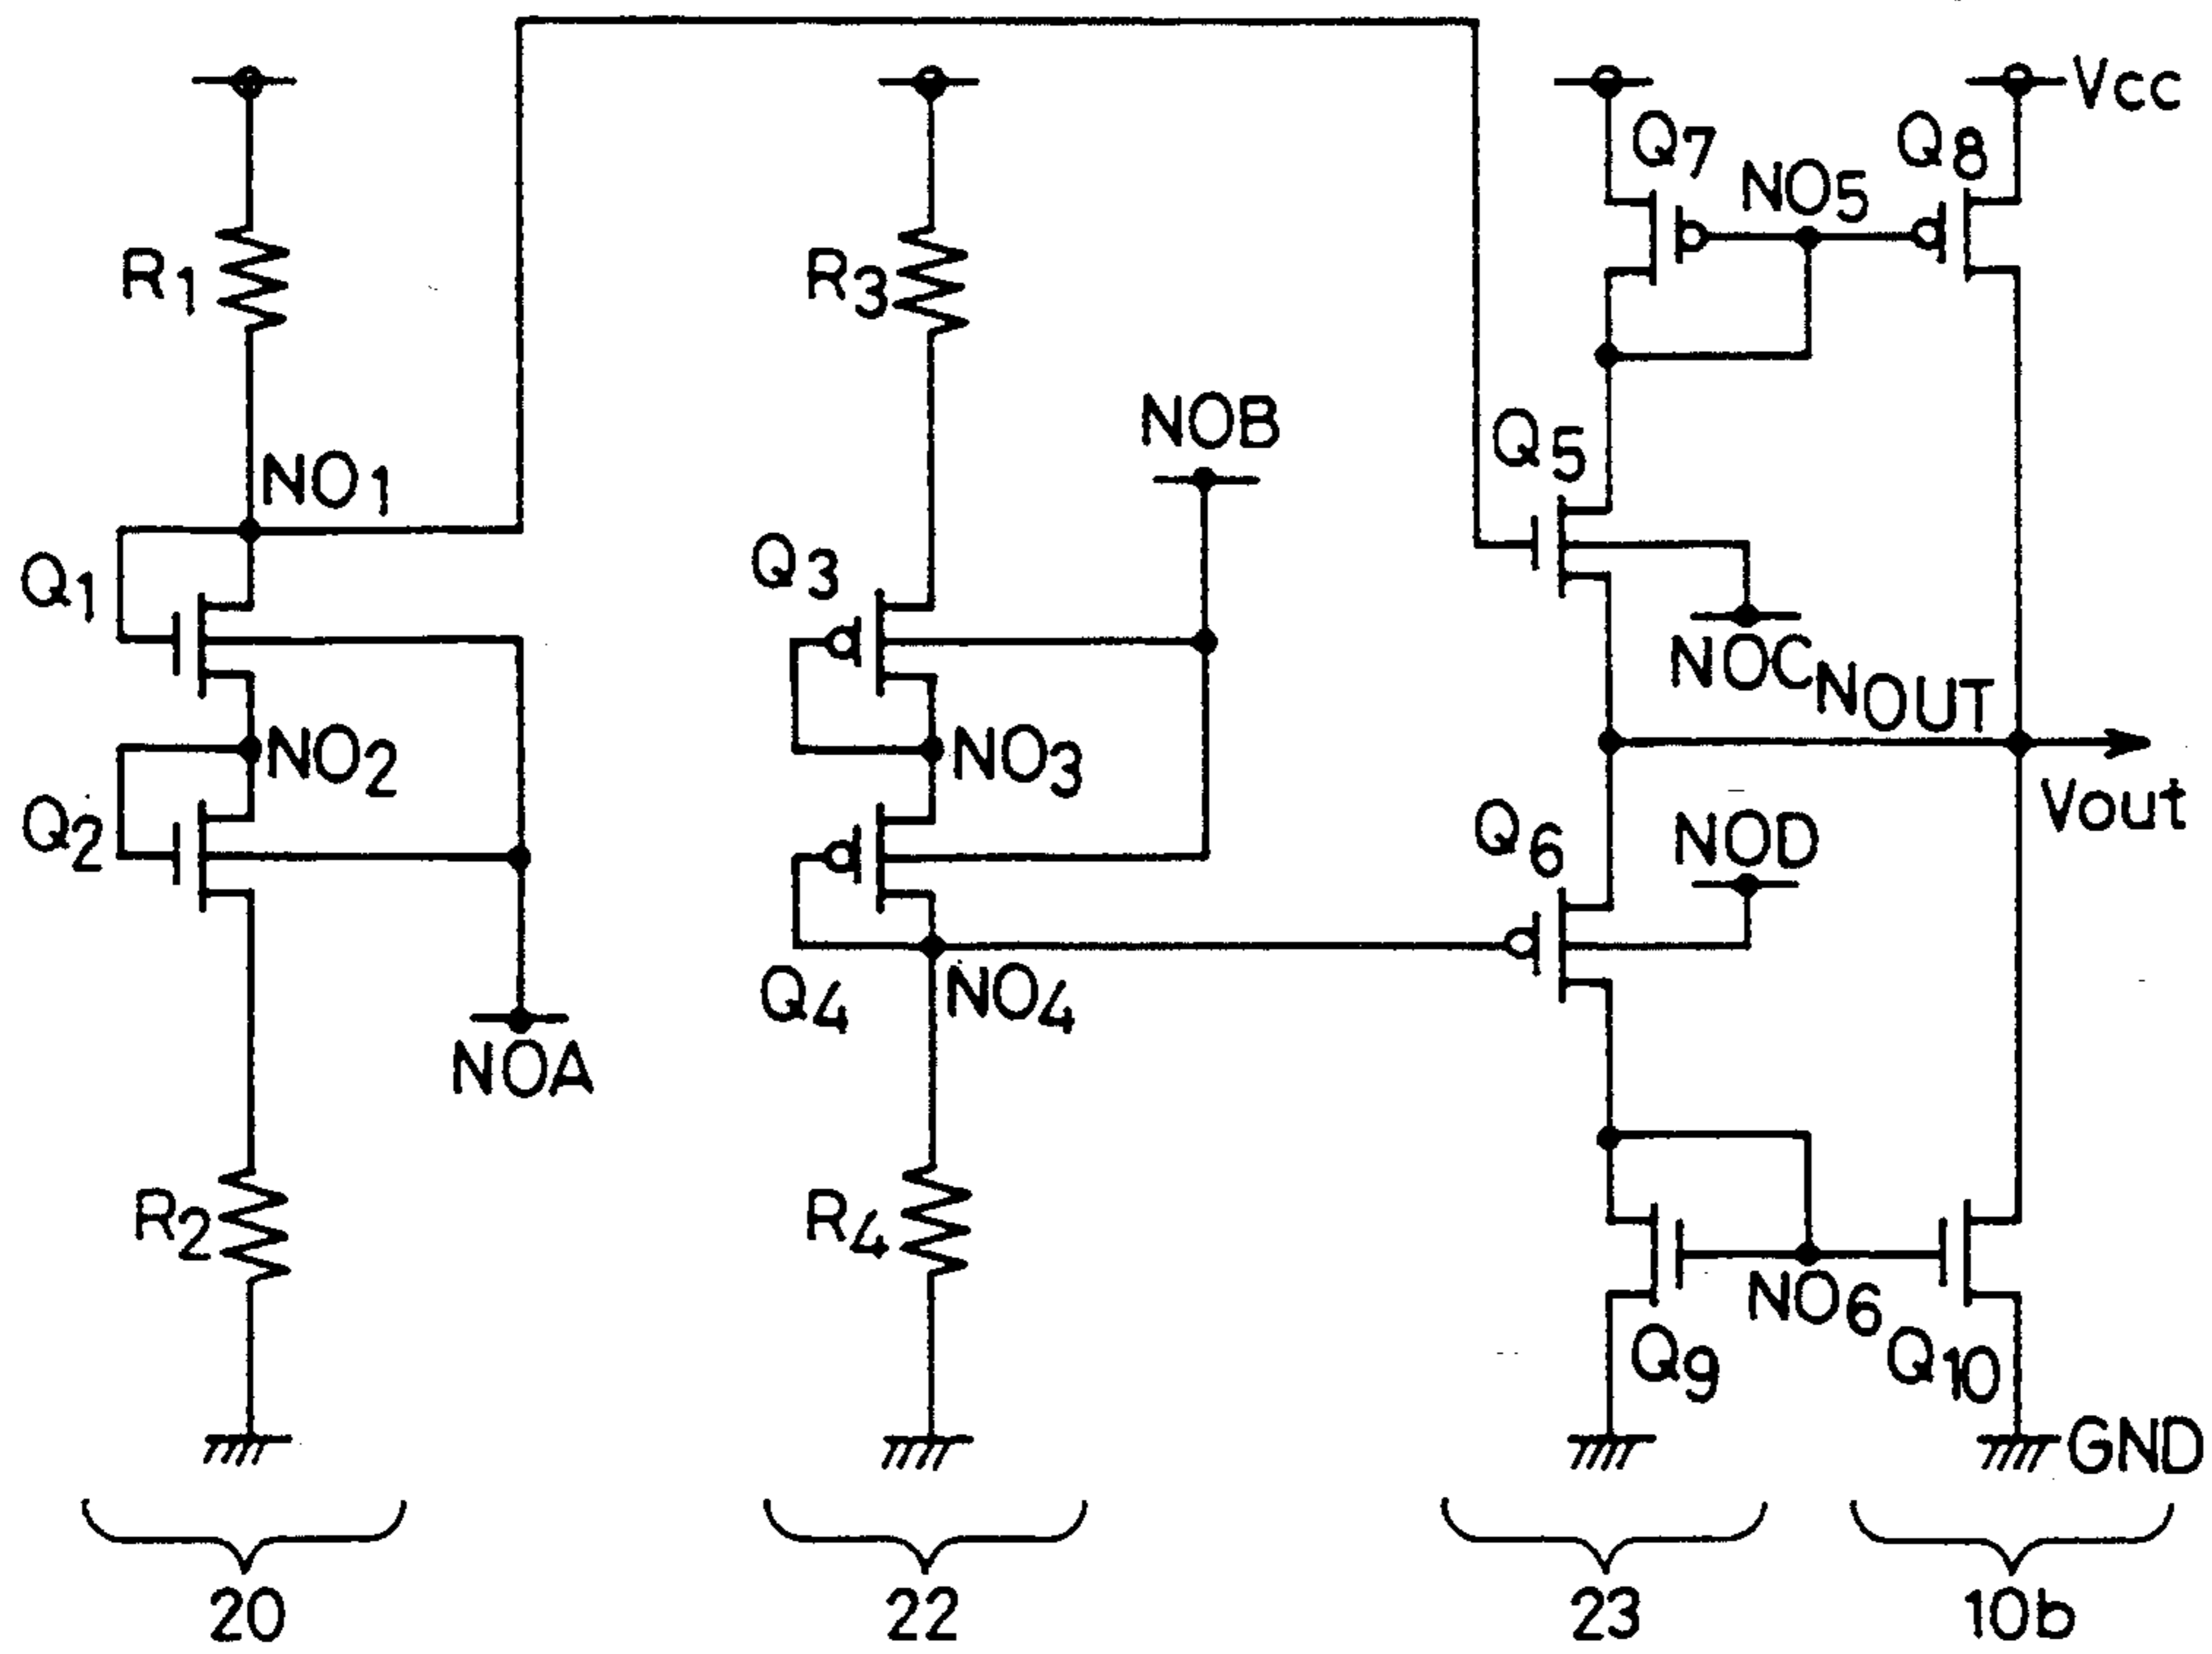 Vcc
Q7
NO5
Q8
R1
R3
NOB
Q5
NO1
Q1
Q3
NOC
NOUT
NO2
NO3
Vout
Q2
Q6
NOD
Q4
NO4
NOA
R2
R4
NO6
Q9
Q10
GND
20
22
23
10b